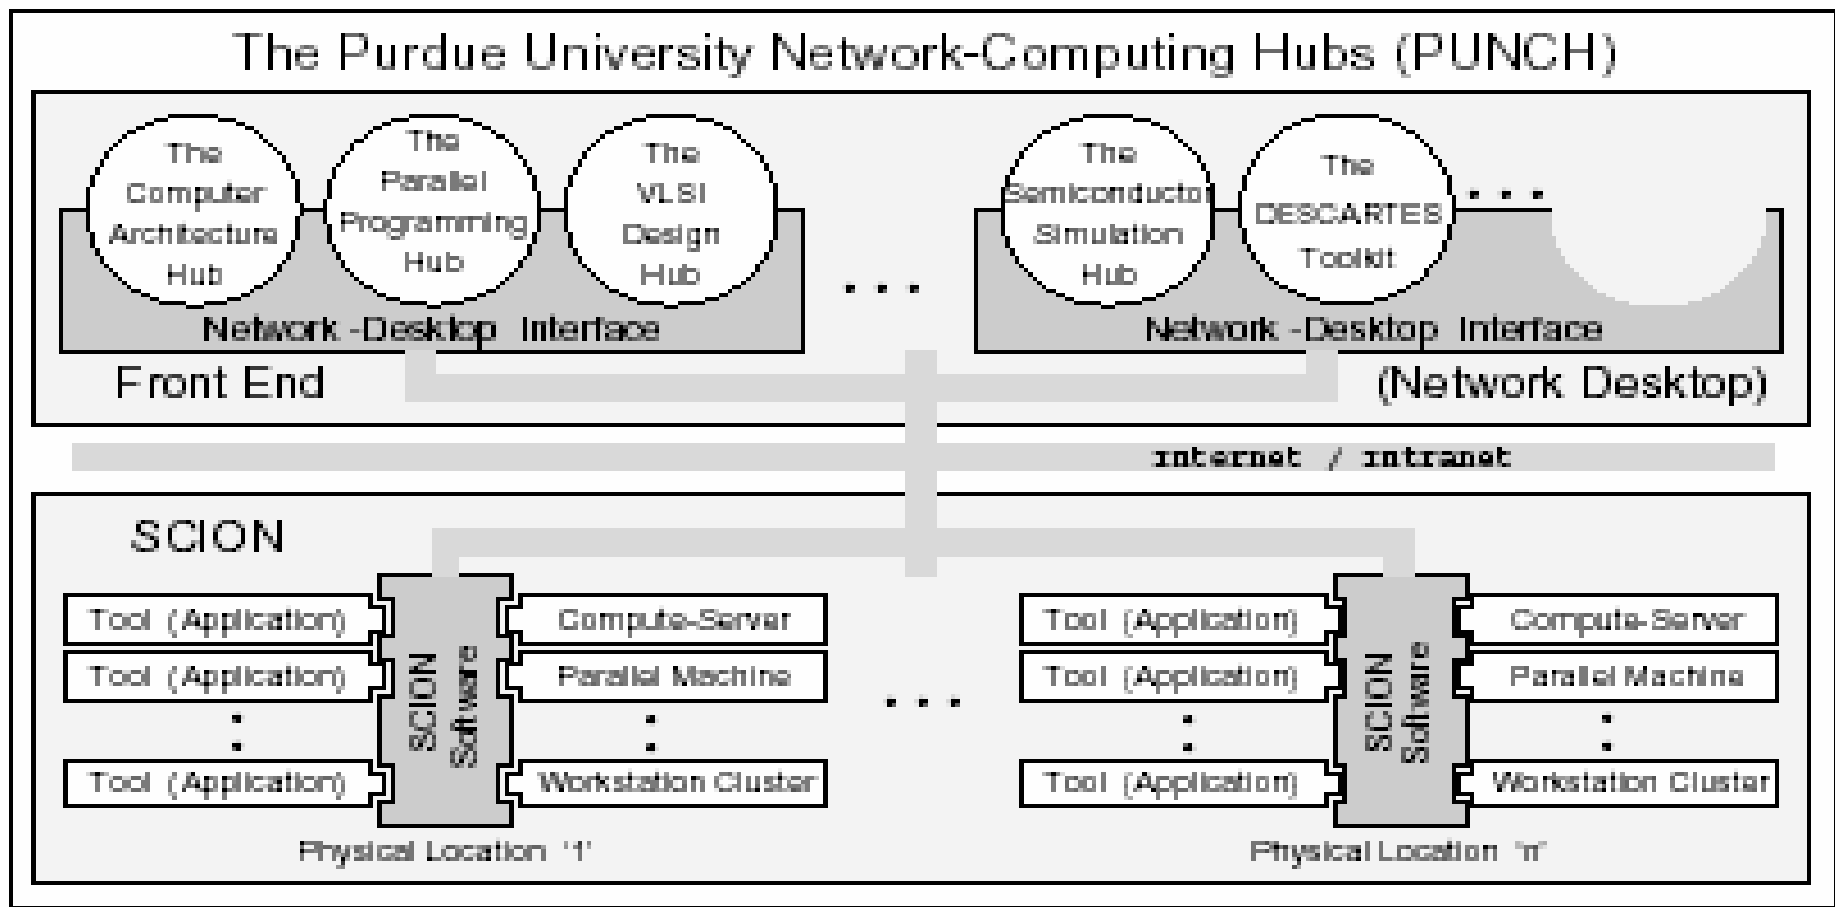 The Purdue University Network-Computing Hubs (PUNCH)
The
Computer
Architecture
Hub
The
Parallel
Programming
Hub
The
VLSI
Design
Hub
. . .
The
Semiconductor
Simulation
Hub
The
DESCARTES
Toolkit
. . .
Network-Desktop Interface
Network-Desktop Interface
Front End
(Network Desktop)
Internet / Intranet
SCION
Tool (Application)
Tool (Application)
Tool (Application)
SCION
Software
Compute-Server
Parallel Machine
Workstation Cluster
Physical Location '1'
. . .
Tool (Application)
Tool (Application)
Tool (Application)
SCION
Software
Compute-Server
Parallel Machine
Workstation Cluster
Physical Location 'n'